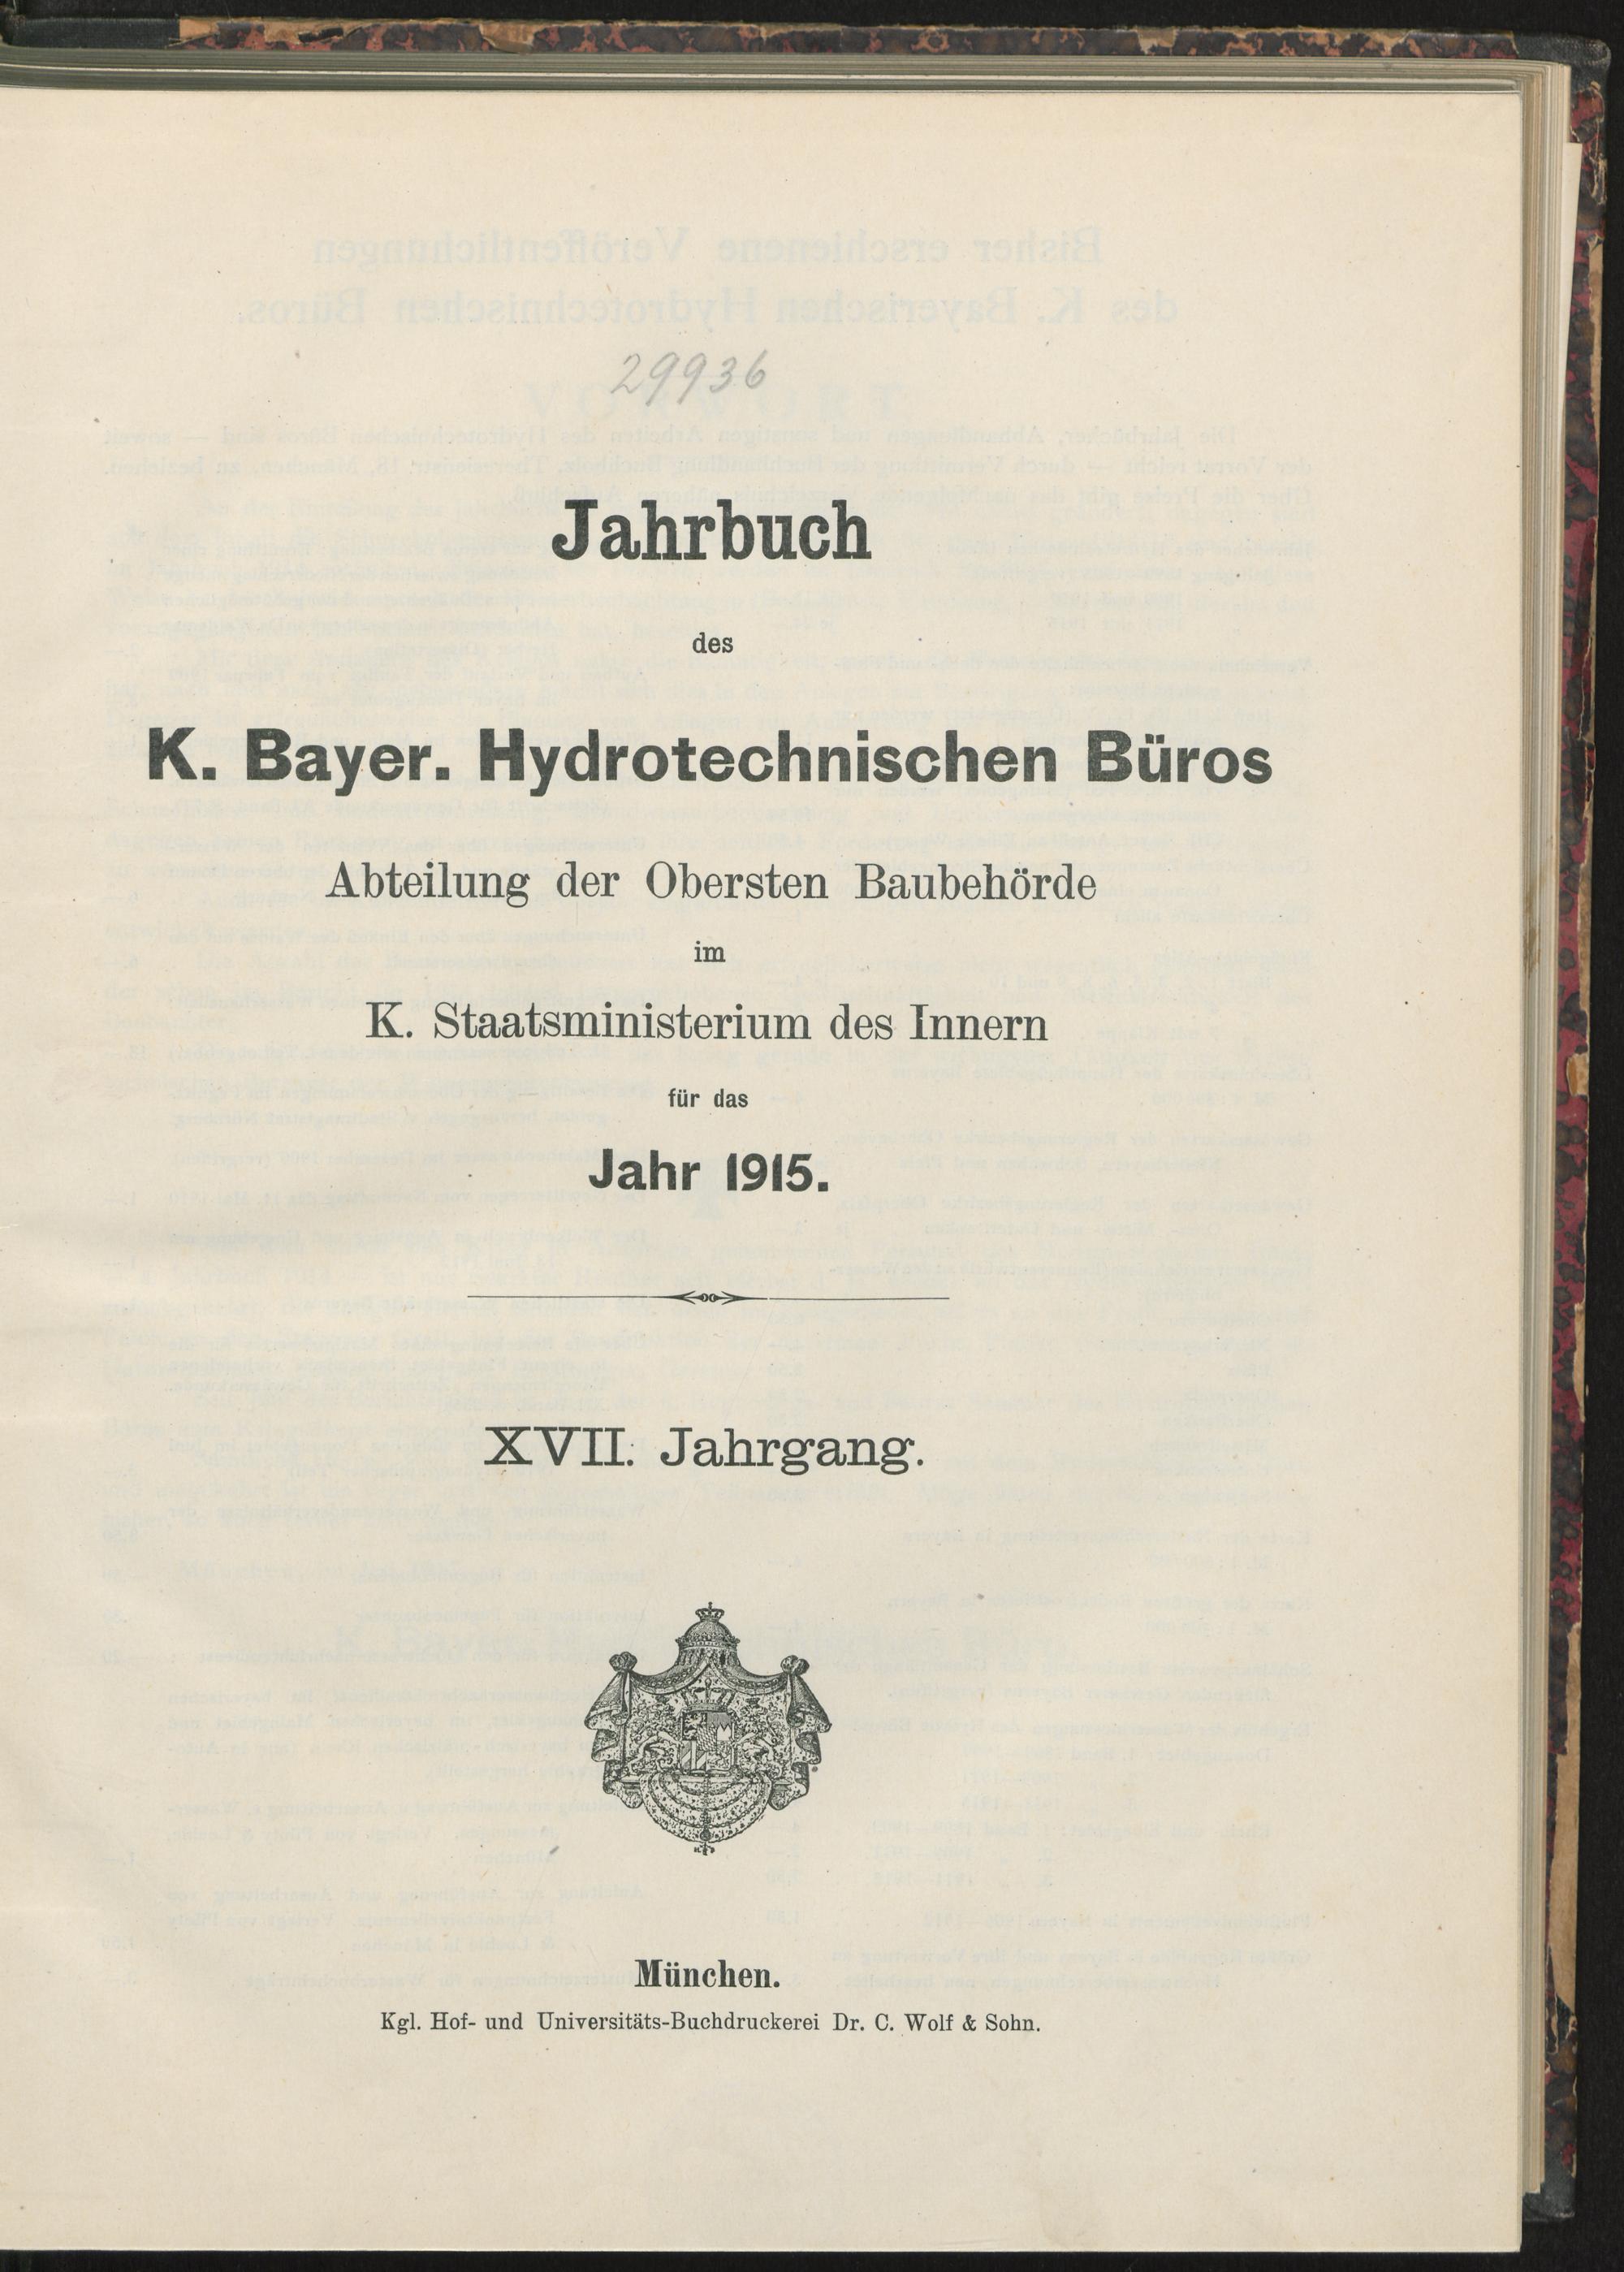 29936
Jahrbuch
des
K. Bayer. Hydrotechnischen Büros
Abteilung der Obersten Baubehörde
im
K. Staatsministerium des Innern
für das
Jahr 1915.
XVII. Jahrgang.
München.
Kgl. Hof- und Universitäts-Buchdruckerei Dr. C. Wolf & Sohn.